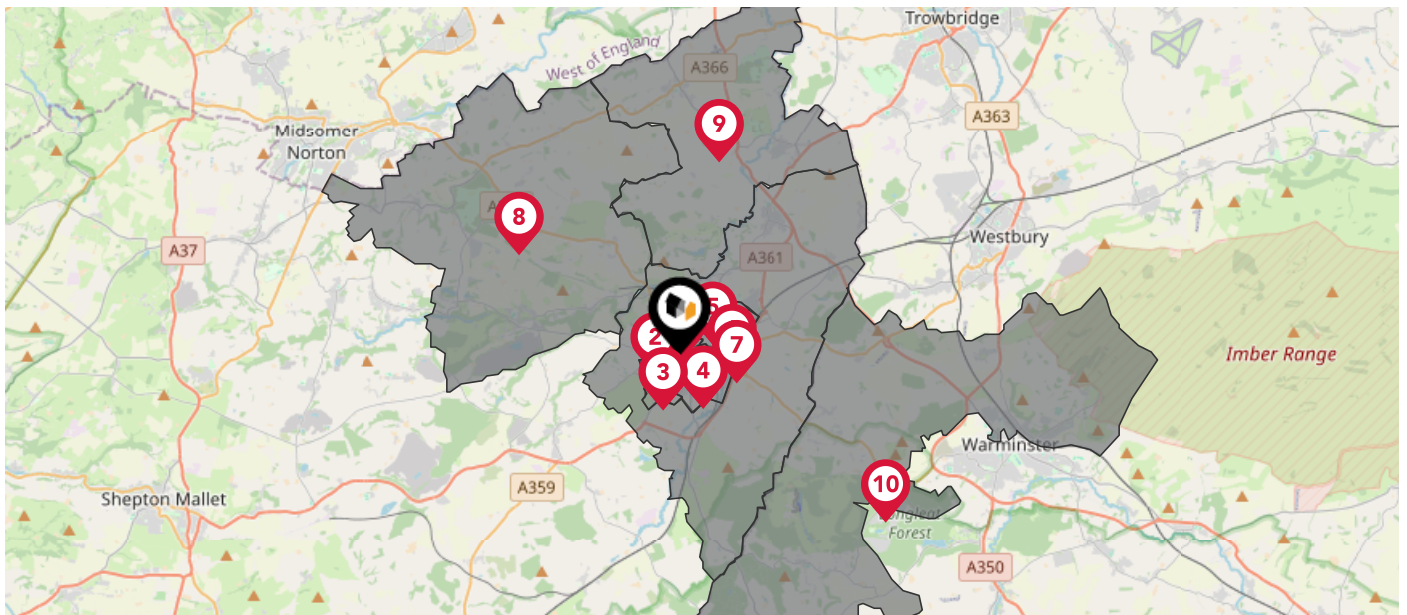 Trowbridge
West of England
A366
A363
9
Midsomer
Norton
8
A37
A361
Westbury
5
2
7
3
4
Imber Range
Warminster
A359
Shepton Mallet
10
Longleat
Forest
A350